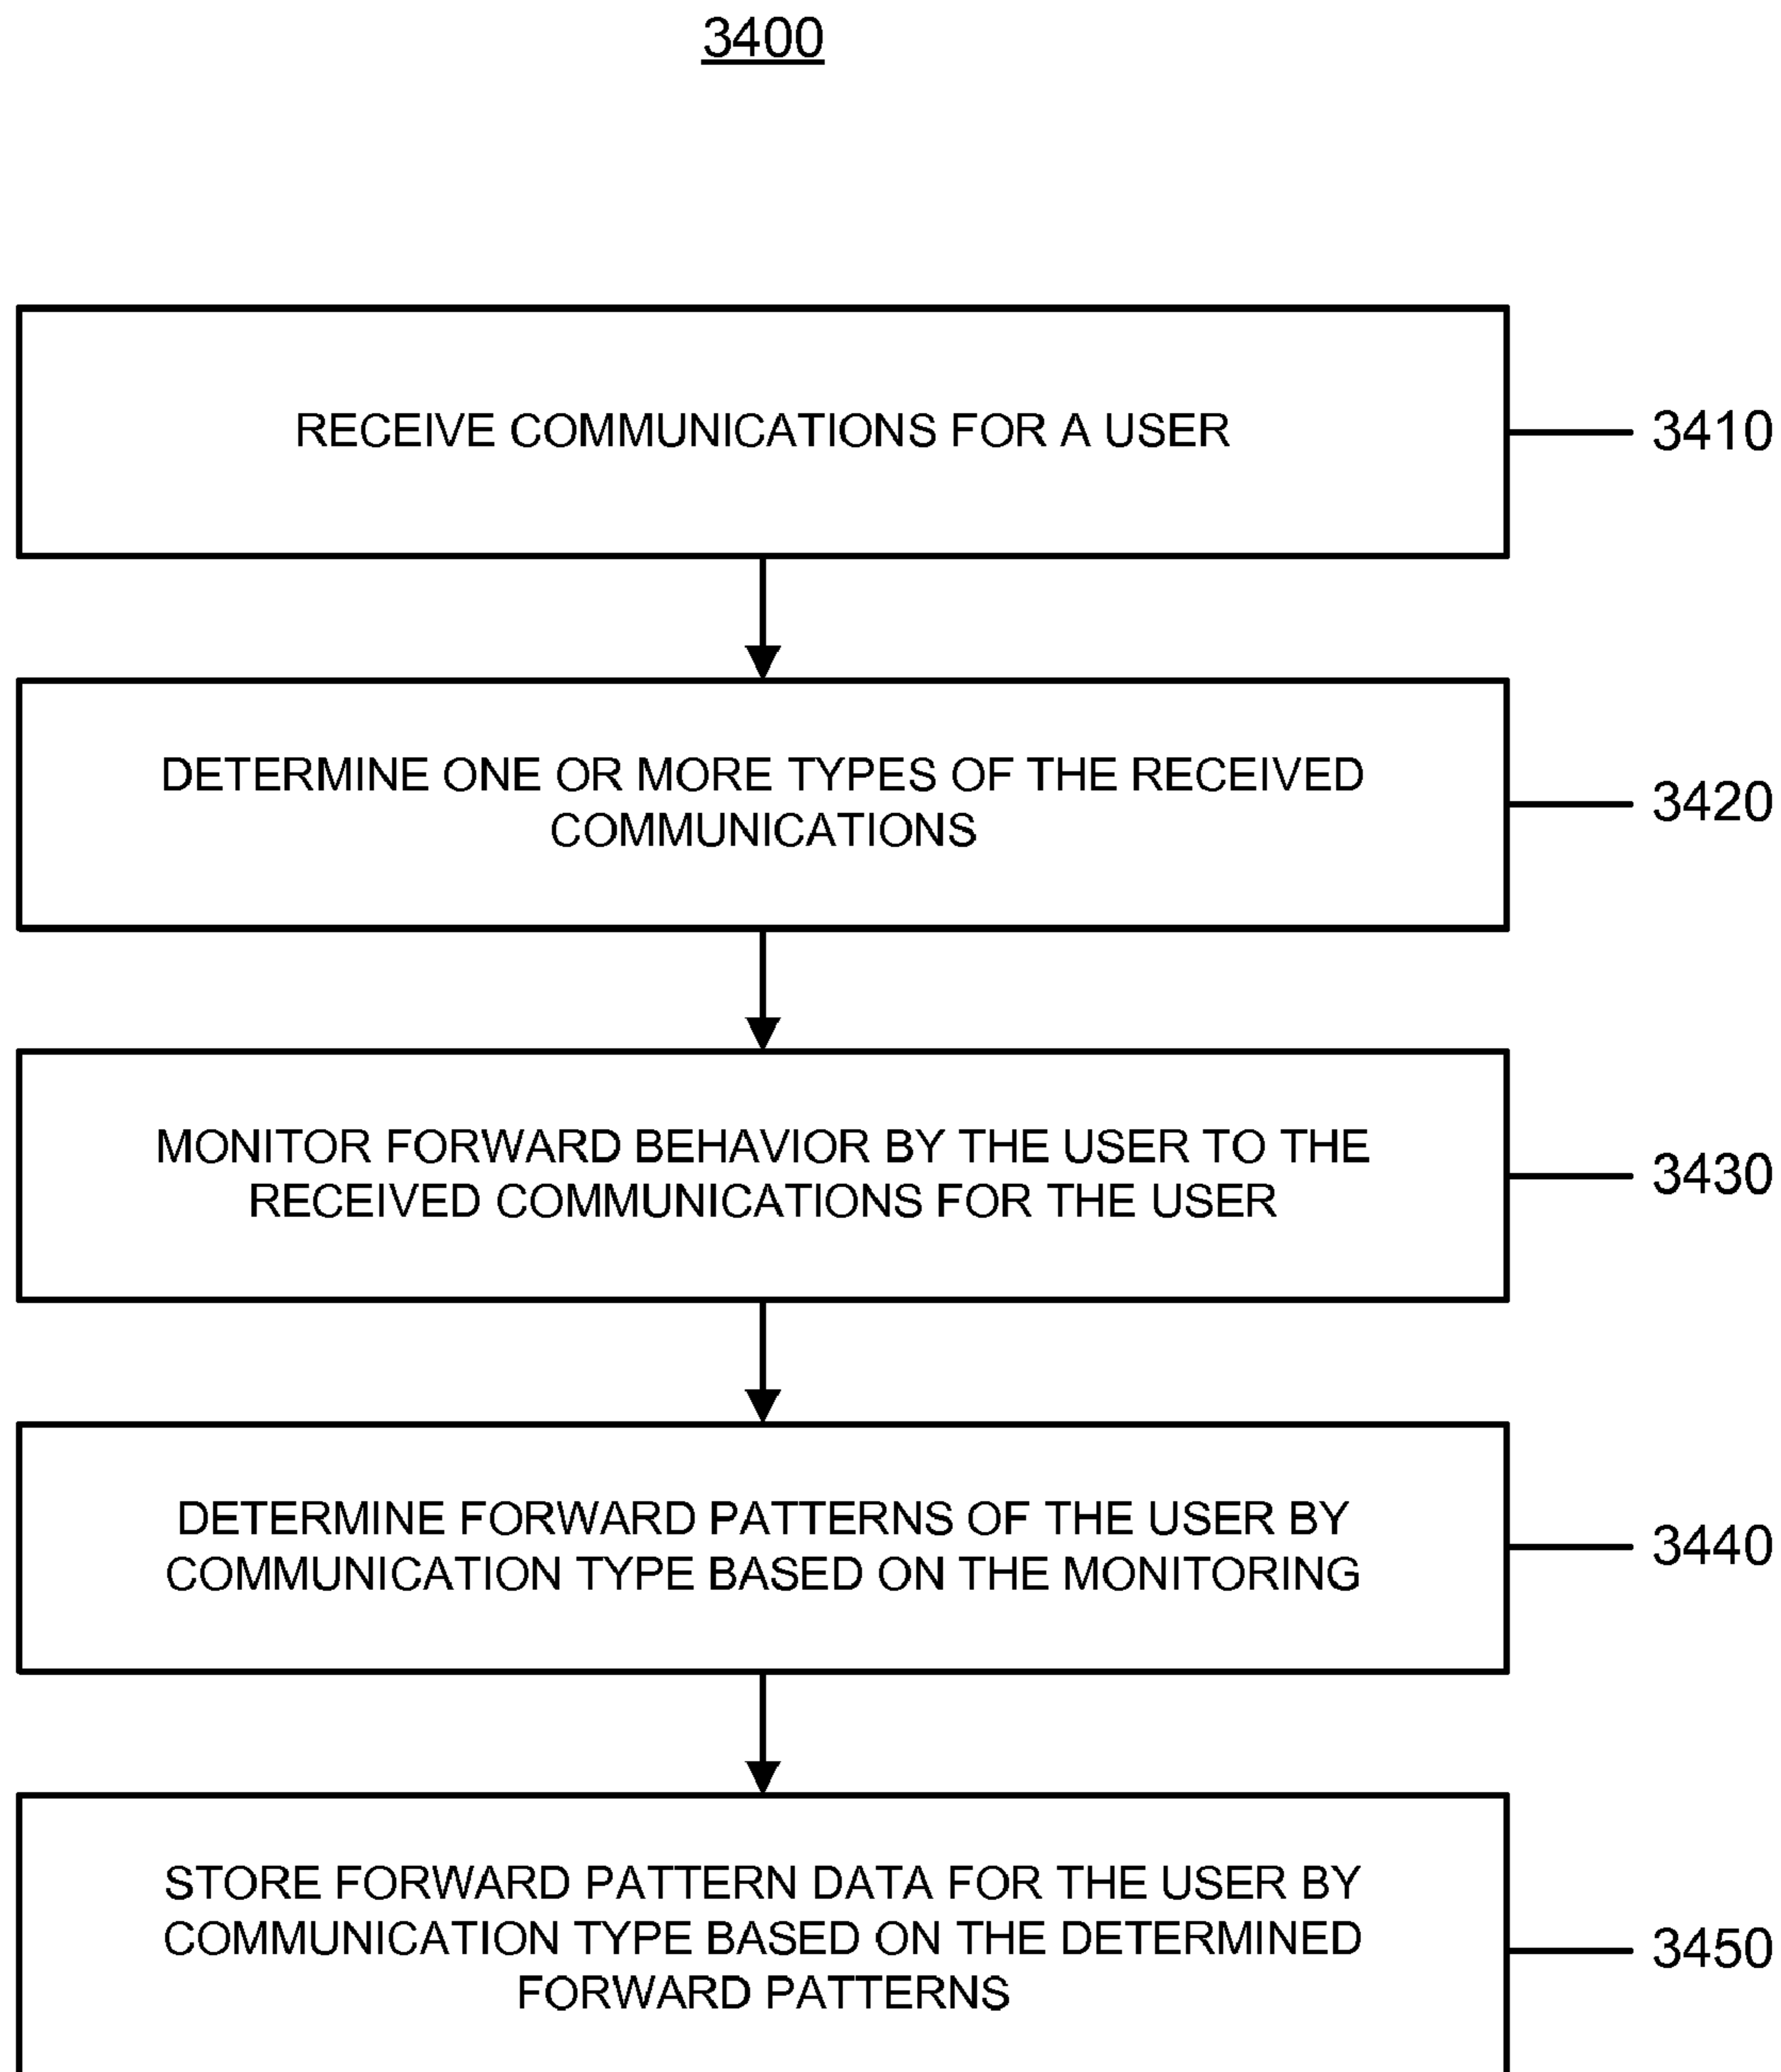 3400
RECEIVE COMMUNICATIONS FOR A USER
3410
DETERMINE ONE OR MORE TYPES OF THE RECEIVED
COMMUNICATIONS
3420
MONITOR FORWARD BEHAVIOR BY THE USER TO THE
RECEIVED COMMUNICATIONS FOR THE USER
3430
DETERMINE FORWARD PATTERNS OF THE USER BY
COMMUNICATION TYPE BASED ON THE MONITORING
3440
STORE FORWARD PATTERN DATA FOR THE USER BY
COMMUNICATION TYPE BASED ON THE DETERMINED
FORWARD PATTERNS
3450